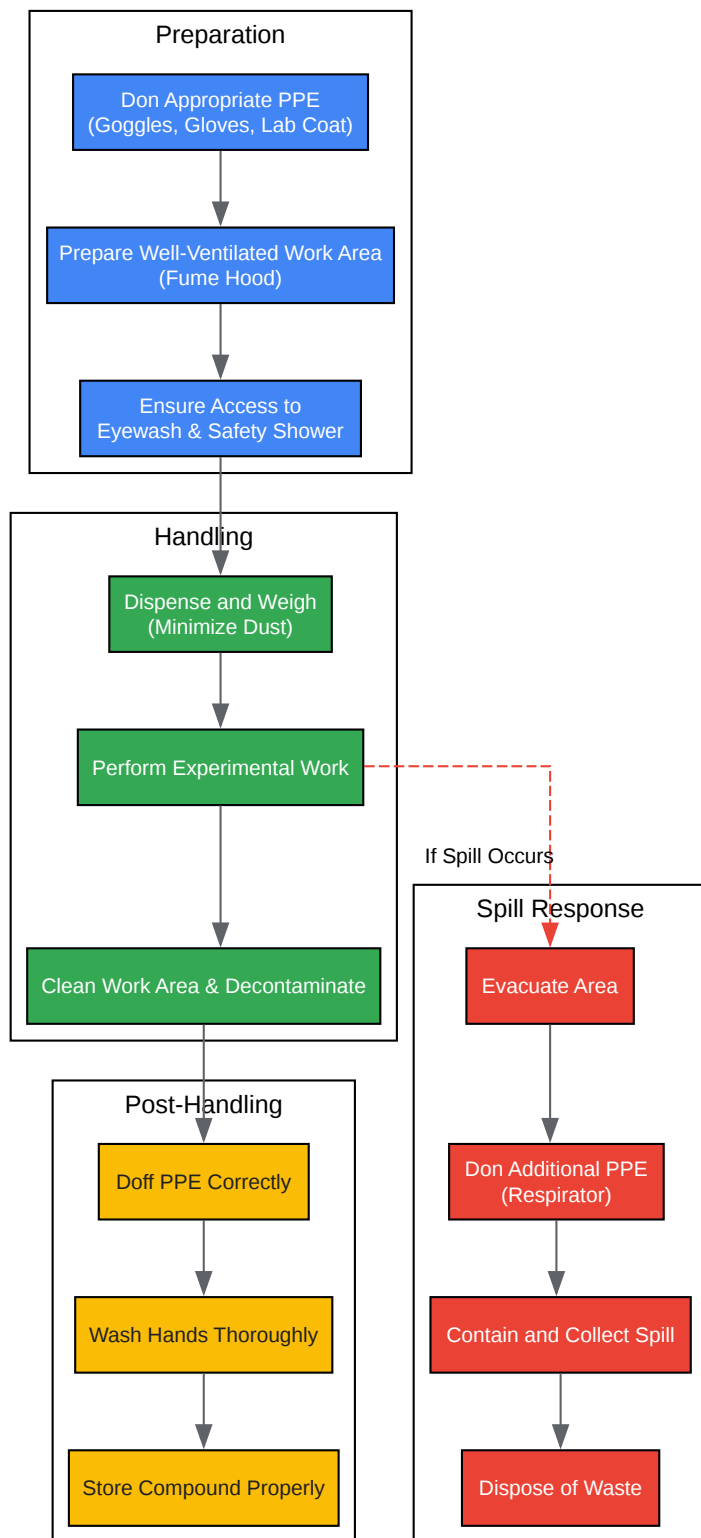 Preparation
Don Appropriate PPE
(Goggles, Gloves, Lab Coat)
Prepare Well-Ventilated Work Area
(Fume Hood)
Ensure Access to
Eyewash & Safety Shower
Handling
Dispense and Weigh
(Minimize Dust)
Perform Experimental Work
If Spill Occurs
Clean Work Area & Decontaminate
Spill Response
Evacuate Area
Don Additional PPE
(Respirator)
Contain and Collect Spill
Dispose of Waste
Post-Handling
Doff PPE Correctly
Wash Hands Thoroughly
Store Compound Properly